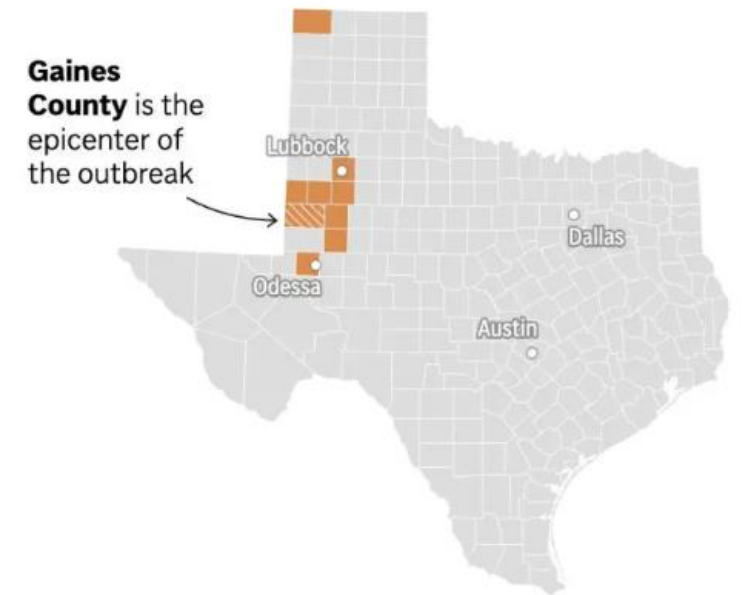 Gaines
County is the
epicenter of
the outbreak
Lubbock
Dallas
Odessa
Austin